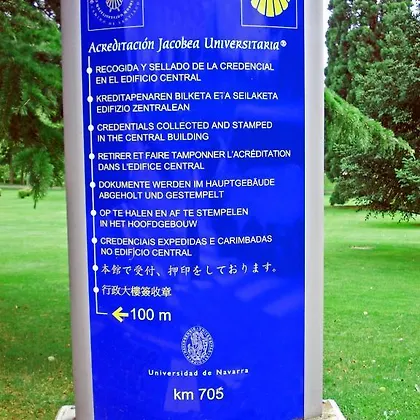 Acreditación Jacobea Universitaria®
RECOGIDA Y SELLADO DE LA CREDENCIAL
EN EL EDIFICIO CENTRAL
KREDITAPENAREN BILKETA ETA SEILAKETA
EDIFIZIO ZENTRALEAN
CREDENTIALS COLLECTED AND STAMPED
IN THE CENTRAL BUILDING
RETIRER ET FAIRE TAMPONNER L'ACRÉDITATION
DANS L'EDIFICE CENTRAL
DOKUMENTE WERDEN IM HAUPTGEBÄUDE
ABGEHOLT UND GESTEMPELT
OP TE HALEN EN AF TE STEMPELEN
IN HET HOOFDGEBOUW
CREDENCIAIS EXPEDIDAS E CARIMBADAS
NO EDIFÍCIO CENTRAL
本館で受付、押印をしております。
行政大樓簽收章
100 m
Universidad de Navarra
km 705